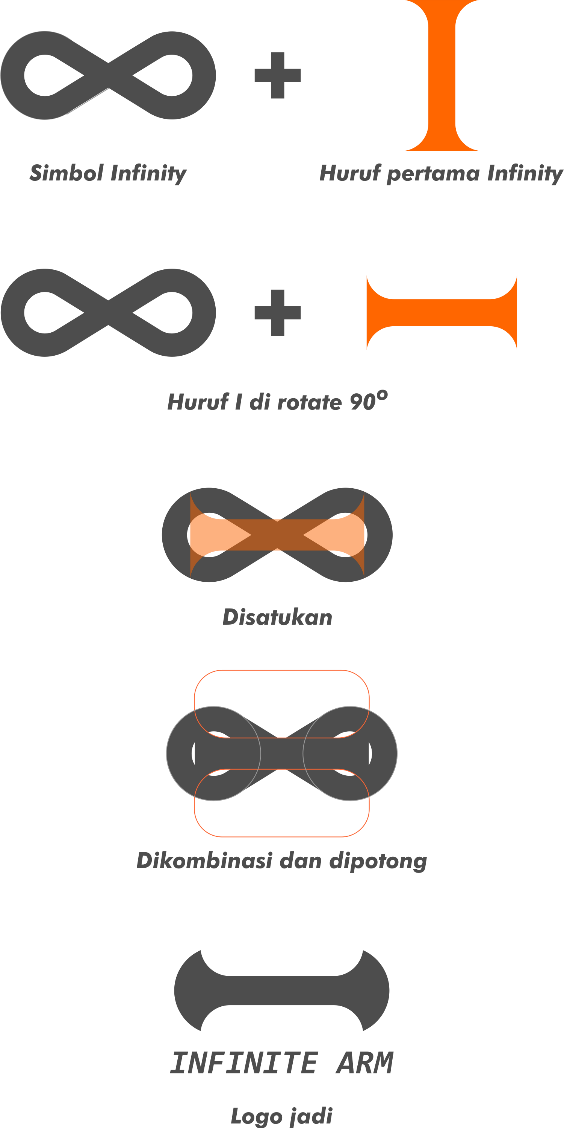 Simbol Infinity
Huruf pertama Infinity
Huruf I di rotate 90º
Disatukan
Dikombinasi dan dipotong
INFINITE ARM
Logo jadi